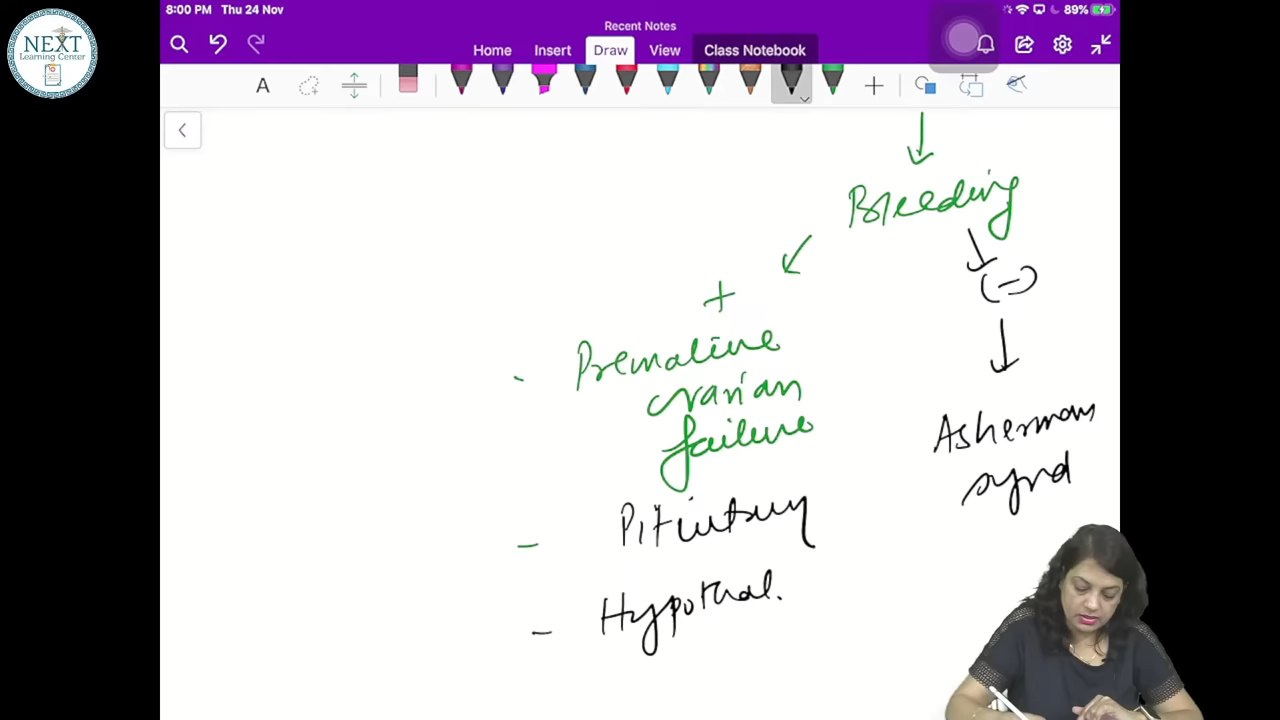 8:00 PM Thu 24 Nov
89%
Recent Notes
Home Insert Draw View Class Notebook
NEXT
Learning Center
A
Bleeding
+
(-)
Premature
ovarian
failure
Ashermans
synd
- Pituitary
- Hypothal.